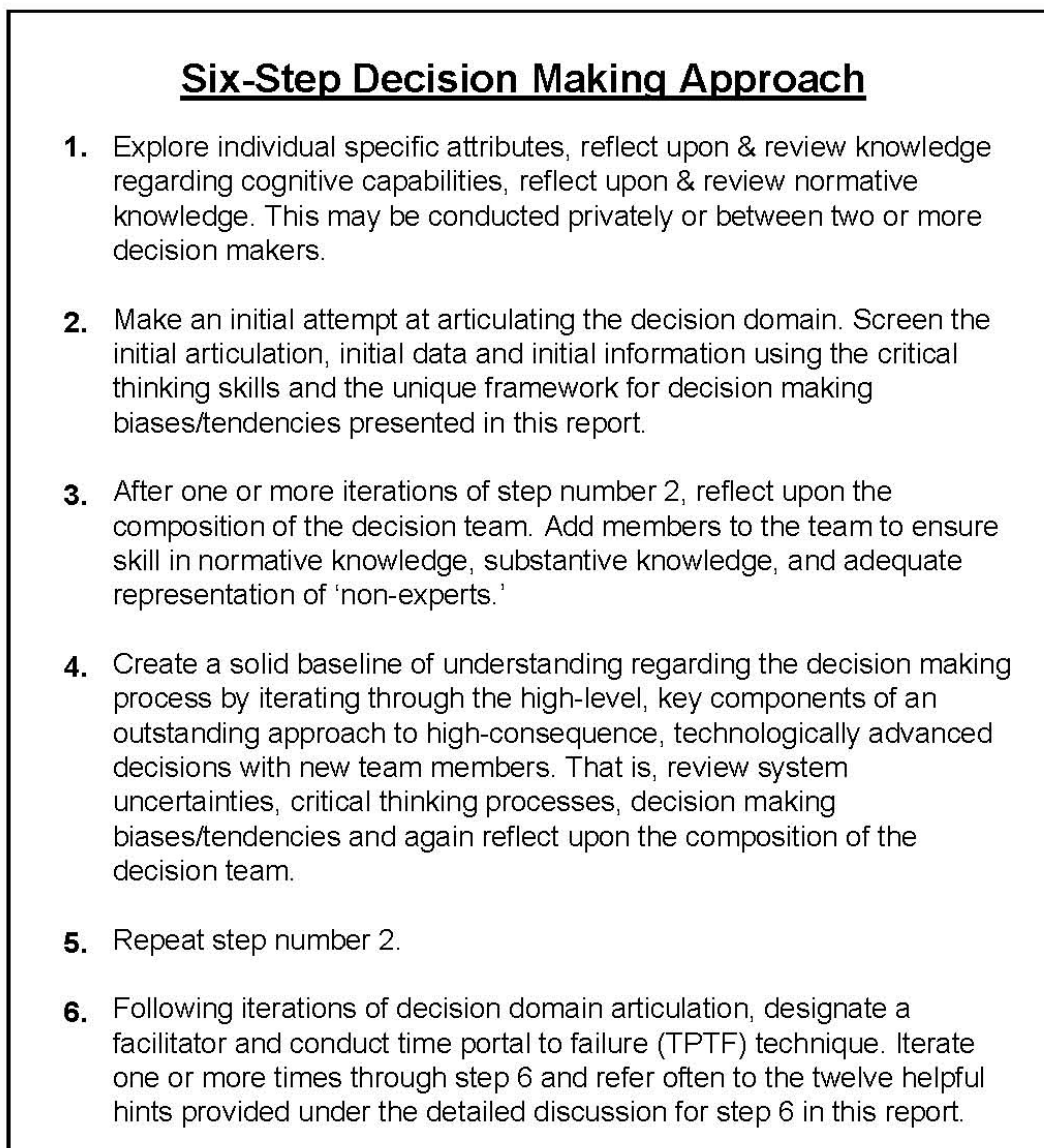 Six-Step Decision Making Approach
1. Explore individual specific attributes, reflect upon & review knowledge
regarding cognitive capabilities, reflect upon & review normative
knowledge. This may be conducted privately or between two or more
decision makers.
2. Make an initial attempt at articulating the decision domain. Screen the
initial articulation, initial data and initial information using the critical
thinking skills and the unique framework for decision making
biases/tendencies presented in this report.
3. After one or more iterations of step number 2, reflect upon the
composition of the decision team. Add members to the team to ensure
skill in normative knowledge, substantive knowledge, and adequate
representation of ‘non-experts.’
4. Create a solid baseline of understanding regarding the decision making
process by iterating through the high-level, key components of an
outstanding approach to high-consequence, technologically advanced
decisions with new team members. That is, review system
uncertainties, critical thinking processes, decision making
biases/tendencies and again reflect upon the composition of the
decision team.
5. Repeat step number 2.
6. Following iterations of decision domain articulation, designate a
facilitator and conduct time portal to failure (TPTF) technique. Iterate
one or more times through step 6 and refer often to the twelve helpful
hints provided under the detailed discussion for step 6 in this report.